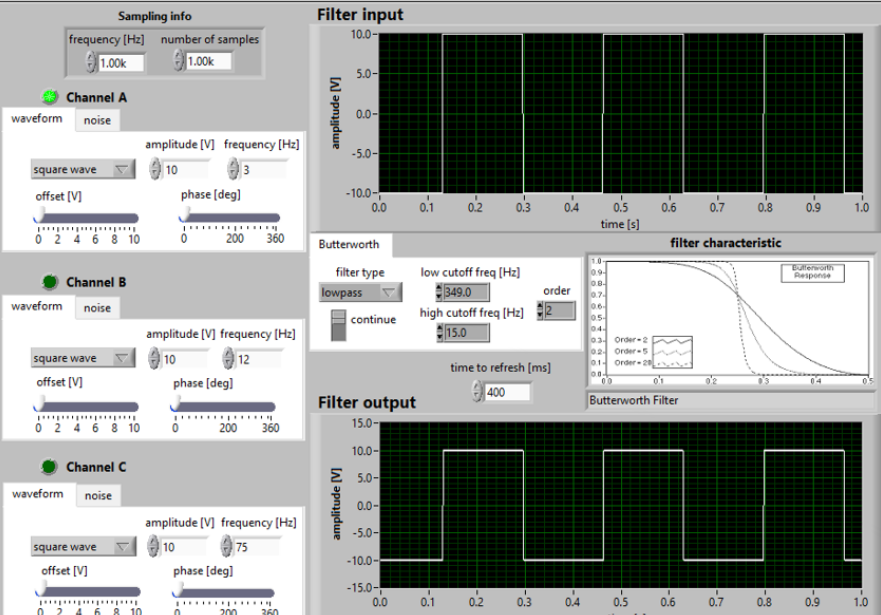 Sampling info
frequency [Hz] number of samples
1.00k 1.00k
Channel A
waveform noise
amplitude [V] frequency [Hz]
square wave 10 3
offset [V] phase [deg]
0 2 4 6 8 10 0 200 360
Channel B
waveform noise
amplitude [V] frequency [Hz]
square wave 10 12
offset [V] phase [deg]
0 2 4 6 8 10 0 200 360
Channel C
waveform noise
amplitude [V] frequency [Hz]
square wave 10 75
offset [V] phase [deg]
0 2 4 6 8 10 0 200 360
Filter input
amplitude [V]
10.0
5.0
0.0
-5.0
-10.0
0.0 0.1 0.2 0.3 0.4 0.5 0.6 0.7 0.8 0.9 1.0
time [s]
Butterworth
filter type low cutoff freq [Hz]
lowpass 349.0 order
continue high cutoff freq [Hz] 2
15.0
time to refresh [ms]
400
filter characteristic
Butterworth
Response
1.0
0.9
0.8
0.7
0.6
0.5
0.4
0.3
0.2
0.1
0.0
Order = 2
Order = 5
Order = 20
0.0 0.1 0.2 0.3 0.4 0.5
Butterworth Filter
Filter output
amplitude [V]
15.0
10.0
5.0
0.0
-5.0
-10.0
-15.0
0.0 0.1 0.2 0.3 0.4 0.5 0.6 0.7 0.8 0.9 1.0